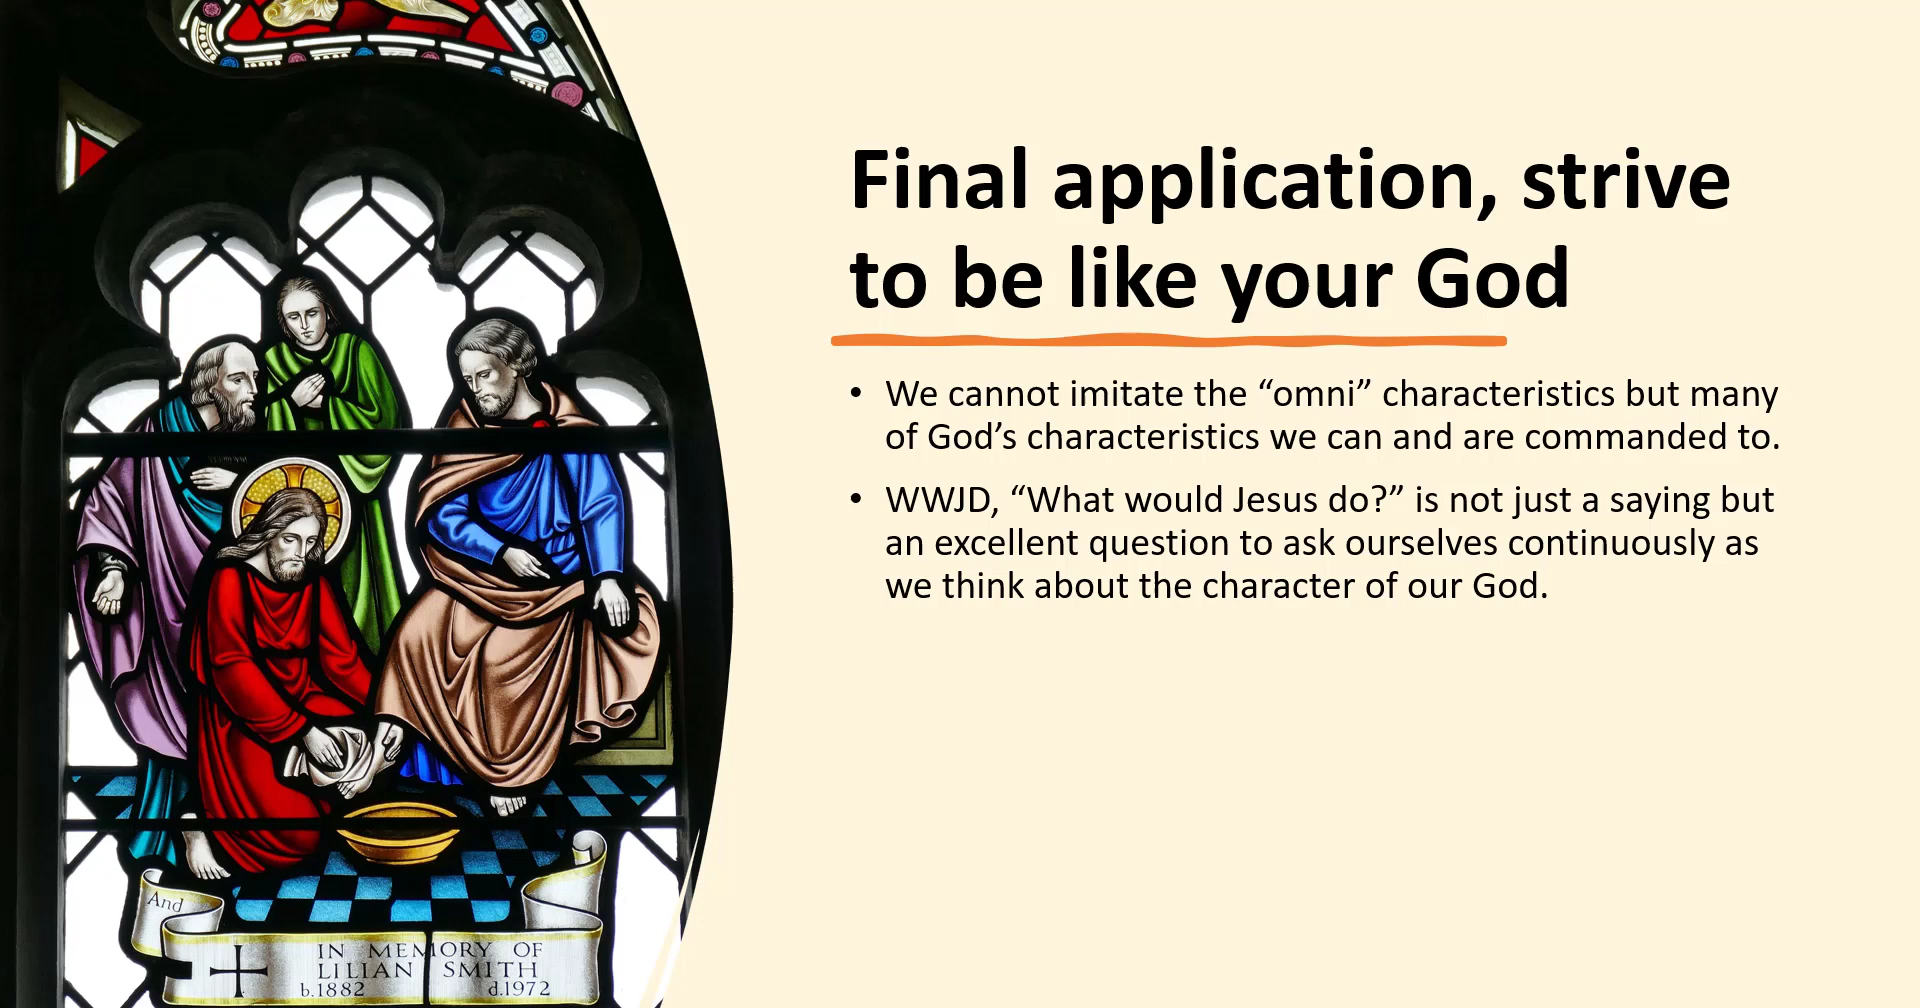 Final application, strive
to be like your God
• We cannot imitate the “omni” characteristics but many
of God’s characteristics we can and are commanded to.
• WWJD, “What would Jesus do?” is not just a saying but
an excellent question to ask ourselves continuously as
we think about the character of our God.
And
IN MEMORY OF
LILIAN SMITH
b.1882 d.1972